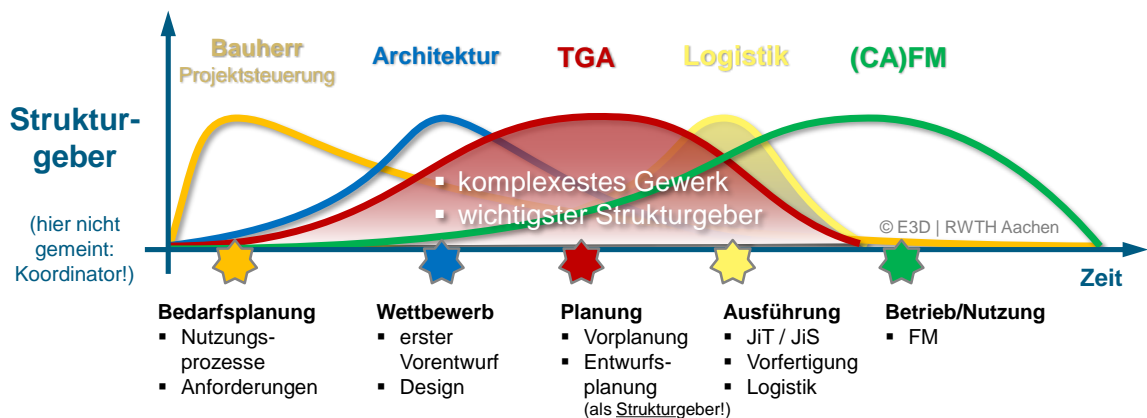 Bauherr
Projektsteuerung
Architektur
TGA
Logistik
(CA)FM
Struktur-
geber
(hier nicht
gemeint:
Koordinator!)
▪ komplexestes Gewerk
▪ wichtigster Strukturgeber
© E3D | RWTH Aachen
Zeit
Bedarfsplanung
▪ Nutzungs-
prozesse
▪ Anforderungen
Wettbewerb
▪ erster
Vorentwurf
▪ Design
Planung
▪ Vorplanung
▪ Entwurfs-
planung
(als Strukturgeber!)
Ausführung
▪ JiT / JiS
▪ Vorfertigung
▪ Logistik
Betrieb/Nutzung
▪ FM